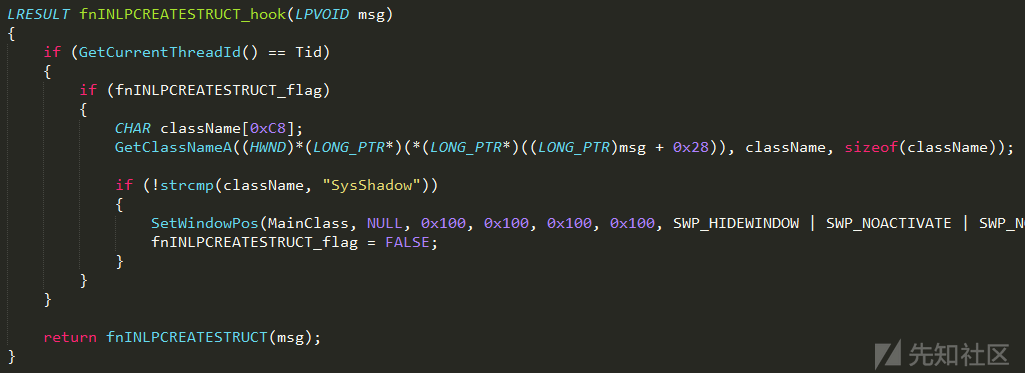 LRESULT fnINLPCREATESTRUCT_hook(LPVOID msg)
{
    if (GetCurrentThreadId() == Tid)
    {
        if (fnINLPCREATESTRUCT_flag)
        {
            CHAR className[0xC8];
            GetClassNameA((HWND)*(LONG_PTR*)(*(LONG_PTR*)((LONG_PTR)msg + 0x28)), className, sizeof(className));
            if (!strcmp(className, "SysShadow"))
            {
                SetWindowPos(MainClass, NULL, 0x100, 0x100, 0x100, 0x100, SWP_HIDEWINDOW | SWP_NOACTIVATE |
                fnINLPCREATESTRUCT_flag = FALSE;
            }
        }
    }
    return fnINLPCREATESTRUCT(msg);
}
先知社区